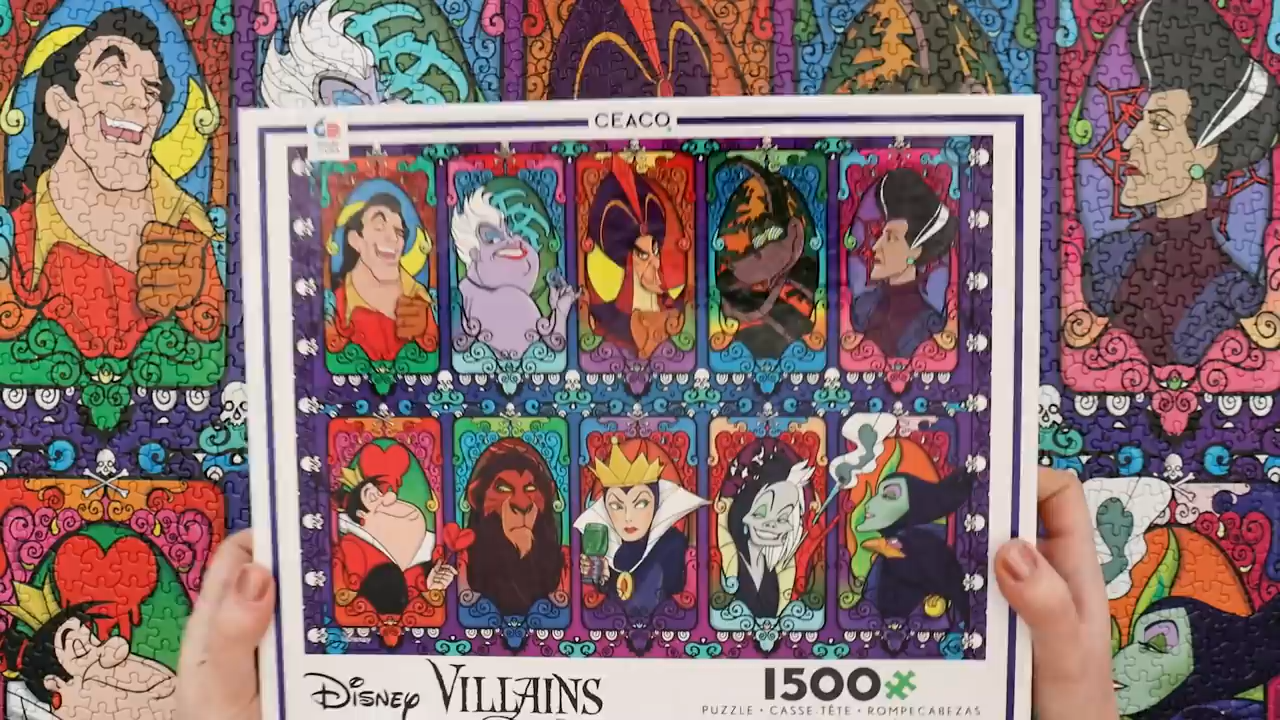 CEACO
Disney VILLAINS
1500
PUZZLE • CASSE-TÊTE • ROMPECABEZAS